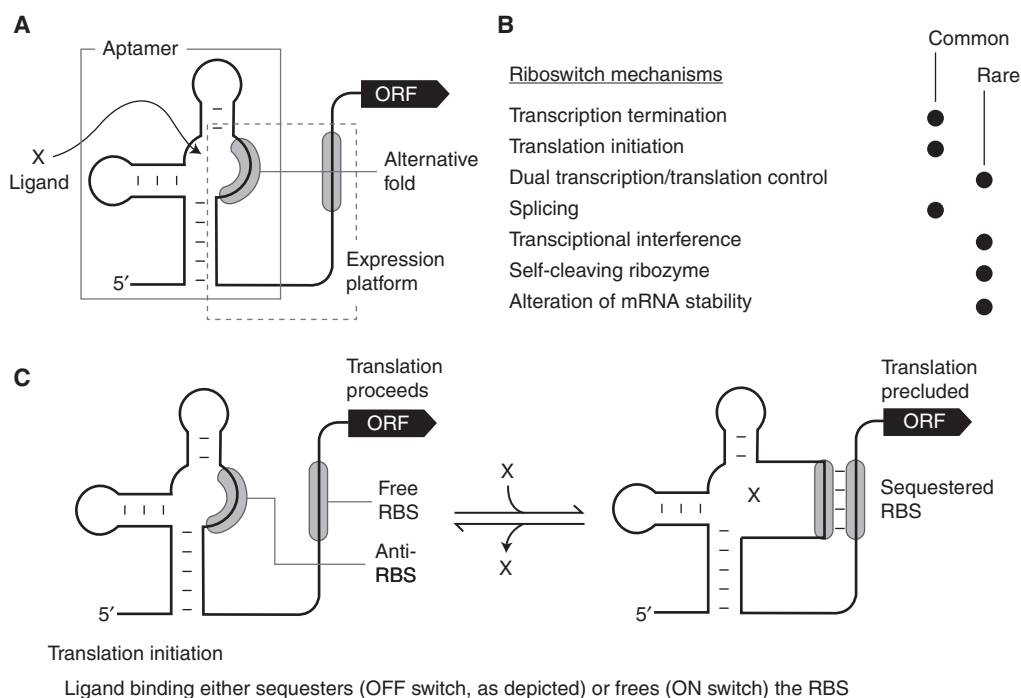 A
Aptamer
ORF
X
Ligand
Alternative
fold
Expression
platform
5′
B
Common
Rare
Riboswitch mechanisms
Transcription termination
Translation initiation
Dual transcription/translation control
Splicing
Transciptional interference
Self-cleaving ribozyme
Alteration of mRNA stability
C
Translation
proceeds
ORF
Free
RBS
Anti-
RBS
5′
X
X
Translation
precluded
ORF
X
Sequestered
RBS
5′
Translation initiation
Ligand binding either sequesters (OFF switch, as depicted) or frees (ON switch) the RBS